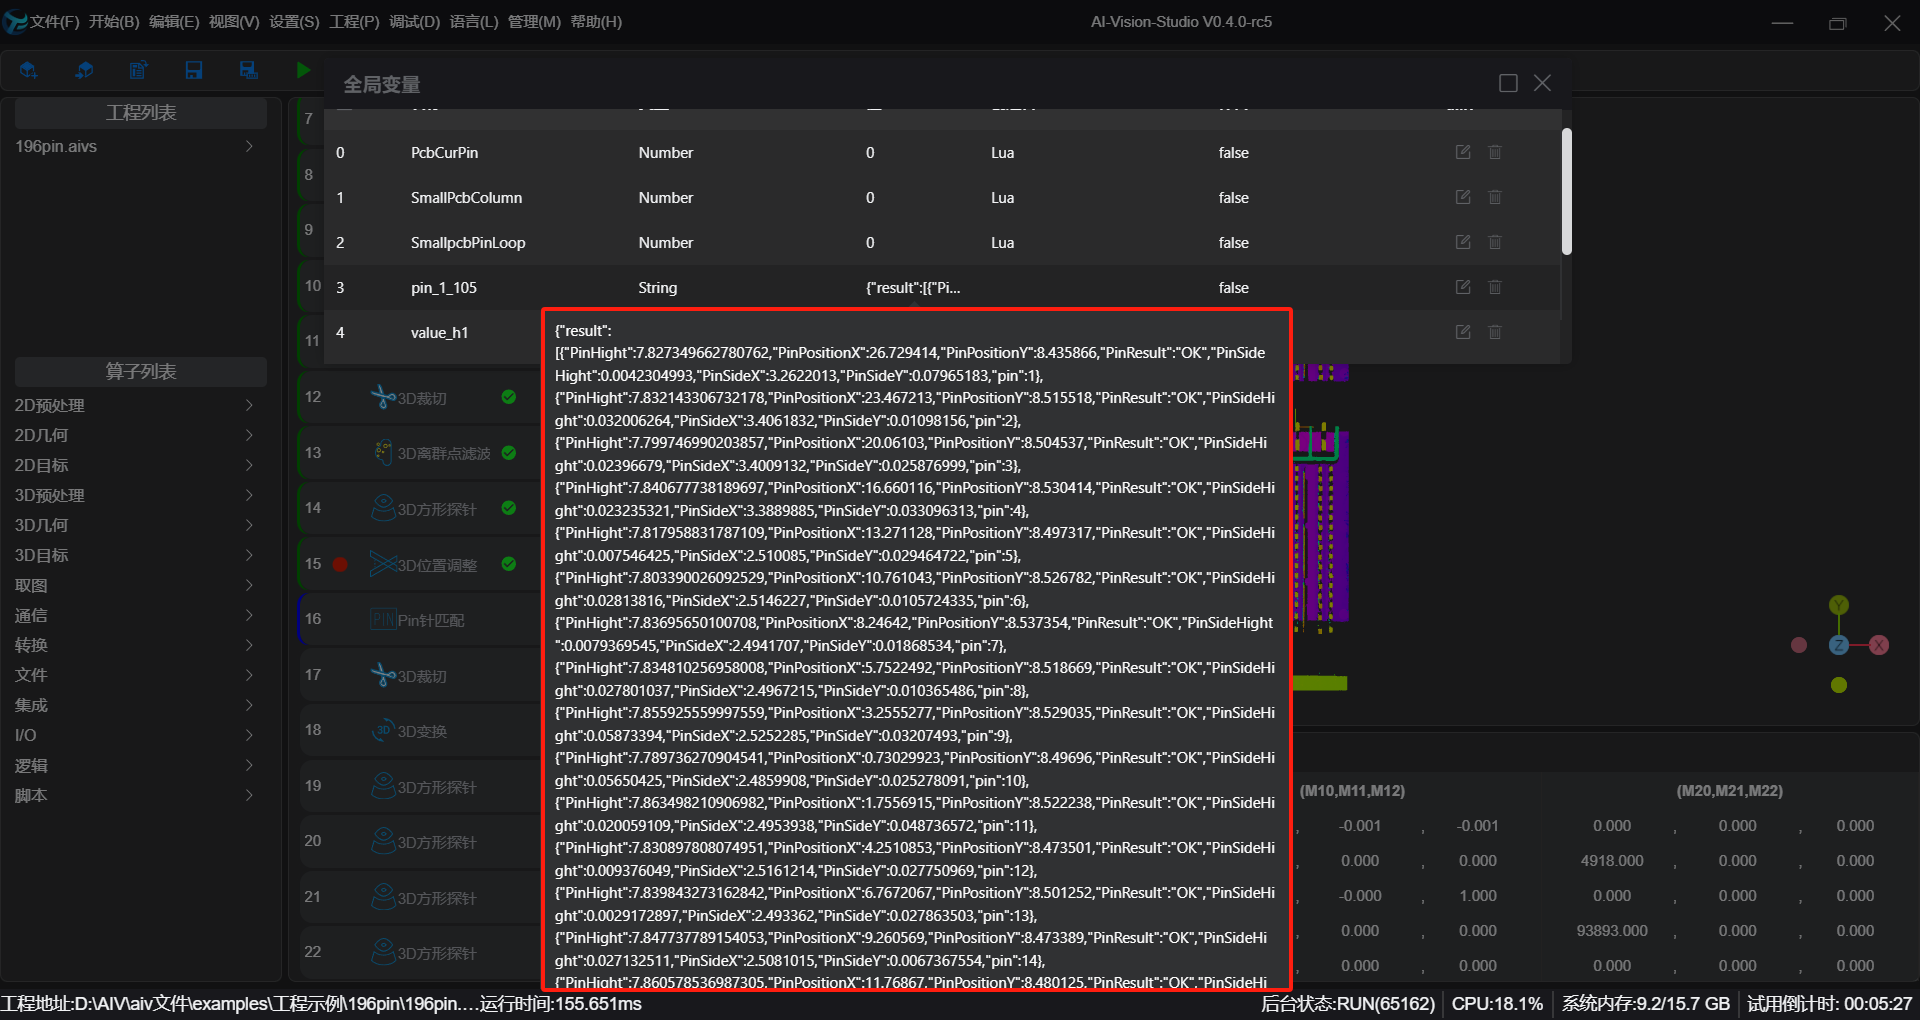 文件(F) 开始(B) 编辑(E) 视图(V) 设置(S) 工程(P) 调试(D) 语言(L) 管理(M) 帮助(H)
AI-Vision-Studio V0.4.0-rc5
工程列表
196pin.aivs
算子列表
2D预处理
2D几何
2D目标
3D预处理
3D几何
3D目标
取图
通信
转换
文件
集成
I/O
逻辑
脚本
7
8
9
10
11
12 3D裁切
13 3D离群点滤波
14 3D方形探针
15 3D位置调整
16 PIN Pin针匹配
17 3D裁切
18 3D 3D变换
19 3D方形探针
20 3D方形探针
21 3D方形探针
22 3D方形探针
全局变量
0 PcbCurPin Number 0 Lua false
1 SmallPcbColumn Number 0 Lua false
2 SmallpcbPinLoop Number 0 Lua false
3 pin_1_105 String {"result":[{"Pi... false
4 value_h1
{"result":
[{"PinHight":7.827349662780762,"PinPositionX":26.729414,"PinPositionY":8.435866,"PinResult":"OK","PinSide
Hight":0.0042304993,"PinSideX":3.2622013,"PinSideY":0.07965183,"pin":1},
{"PinHight":7.832143306732178,"PinPositionX":23.467213,"PinPositionY":8.515518,"PinResult":"OK","PinSideHi
ght":0.032006264,"PinSideX":3.4061832,"PinSideY":0.01098156,"pin":2},
{"PinHight":7.799746990203857,"PinPositionX":20.06103,"PinPositionY":8.504537,"PinResult":"OK","PinSideHi
ght":0.02396679,"PinSideX":3.4009132,"PinSideY":0.025876999,"pin":3},
{"PinHight":7.840677738189697,"PinPositionX":16.660116,"PinPositionY":8.530414,"PinResult":"OK","PinSideHi
ght":0.023235321,"PinSideX":3.3889885,"PinSideY":0.033096313,"pin":4},
{"PinHight":7.817958831787109,"PinPositionX":13.271128,"PinPositionY":8.497317,"PinResult":"OK","PinSideHi
ght":0.007546425,"PinSideX":2.510085,"PinSideY":0.029464722,"pin":5},
{"PinHight":7.803390026092529,"PinPositionX":10.761043,"PinPositionY":8.526782,"PinResult":"OK","PinSideHi
ght":0.02813816,"PinSideX":2.5146227,"PinSideY":0.0105724335,"pin":6},
{"PinHight":7.83695650100708,"PinPositionX":8.24642,"PinPositionY":8.537354,"PinResult":"OK","PinSideHight
":0.0079369545,"PinSideX":2.4941707,"PinSideY":0.01868534,"pin":7},
{"PinHight":7.834810256958008,"PinPositionX":5.7522492,"PinPositionY":8.518669,"PinResult":"OK","PinSideHi
ght":0.027801037,"PinSideX":2.4967215,"PinSideY":0.010365486,"pin":8},
{"PinHight":7.855925559997559,"PinPositionX":3.2555277,"PinPositionY":8.529035,"PinResult":"OK","PinSideHi
ght":0.05873394,"PinSideX":2.5252285,"PinSideY":0.03207493,"pin":9},
{"PinHight":7.789736270904541,"PinPositionX":0.73029923,"PinPositionY":8.49696,"PinResult":"OK","PinSideHi
ght":0.05650425,"PinSideX":2.4859908,"PinSideY":0.025278091,"pin":10},
{"PinHight":7.863498210906982,"PinPositionX":1.7556915,"PinPositionY":8.522238,"PinResult":"OK","PinSideHi
ght":0.020059109,"PinSideX":2.4953938,"PinSideY":0.048736572,"pin":11},
{"PinHight":7.830897808074951,"PinPositionX":4.2510853,"PinPositionY":8.473501,"PinResult":"OK","PinSideHi
ght":0.009376049,"PinSideX":2.5161214,"PinSideY":0.027750969,"pin":12},
{"PinHight":7.839843273162842,"PinPositionX":6.7672067,"PinPositionY":8.501252,"PinResult":"OK","PinSideHi
ght":0.0029172897,"PinSideX":2.493362,"PinSideY":0.027863503,"pin":13},
{"PinHight":7.847737789154053,"PinPositionX":9.260569,"PinPositionY":8.473389,"PinResult":"OK","PinSideHi
ght":0.027132511,"PinSideX":2.5081015,"PinSideY":0.0067367554,"pin":14},
{"PinHight":7.860578536987305,"PinPositionX":11.76867,"PinPositionY":8.480125,"PinResult":"OK","PinSideHi
Y
Z X
(M10,M11,M12) (M20,M21,M22)
, -0.001 , -0.001 0.000 , 0.000 , 0.000
, 0.000 , 0.000 4918.000 , 0.000 , 0.000
, -0.000 , 1.000 0.000 , 0.000 , 0.000
, 0.000 , 0.000 93893.000 , 0.000 , 0.000
, 0.000 , 0.000 0.000 , 0.000 , 0.000
工程地址:D:\AIV\aiv文件\examples\工程示例\196pin\196pin.... 运行时间:155.651ms
后台状态:RUN(65162) CPU:18.1% 系统内存:9.2/15.7 GB 试用倒计时: 00:05:27